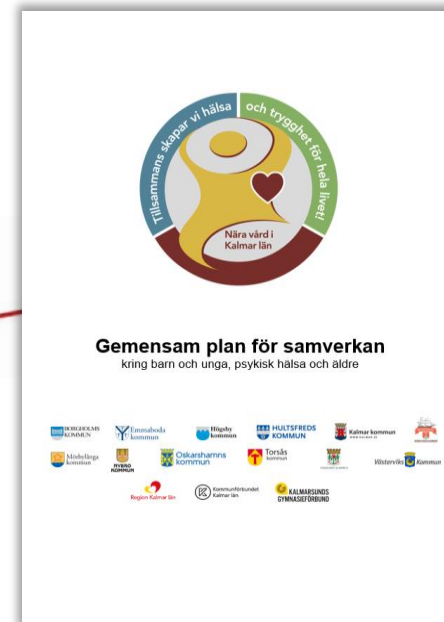 Tillsammans skapar vi hälsa och trygghet för hela livet!
Nära vård i
Kalmar län
Gemensam plan för samverkan
kring barn och unga, psykisk hälsa och äldre
BORGHOLMS
KOMMUN
Emmaboda
kommun
Högsby
kommun
HULTSFREDS
KOMMUN
Kalmar kommun
Mörbylånga
kommun
NYBRO
KOMMUN
Oskarshamns
kommun
Torsås
kommun
Västerviks Kommun
Region Kalmar län
Kommunförbundet
Kalmar län
KALMARSUNDS
GYMNASIEFÖRBUND